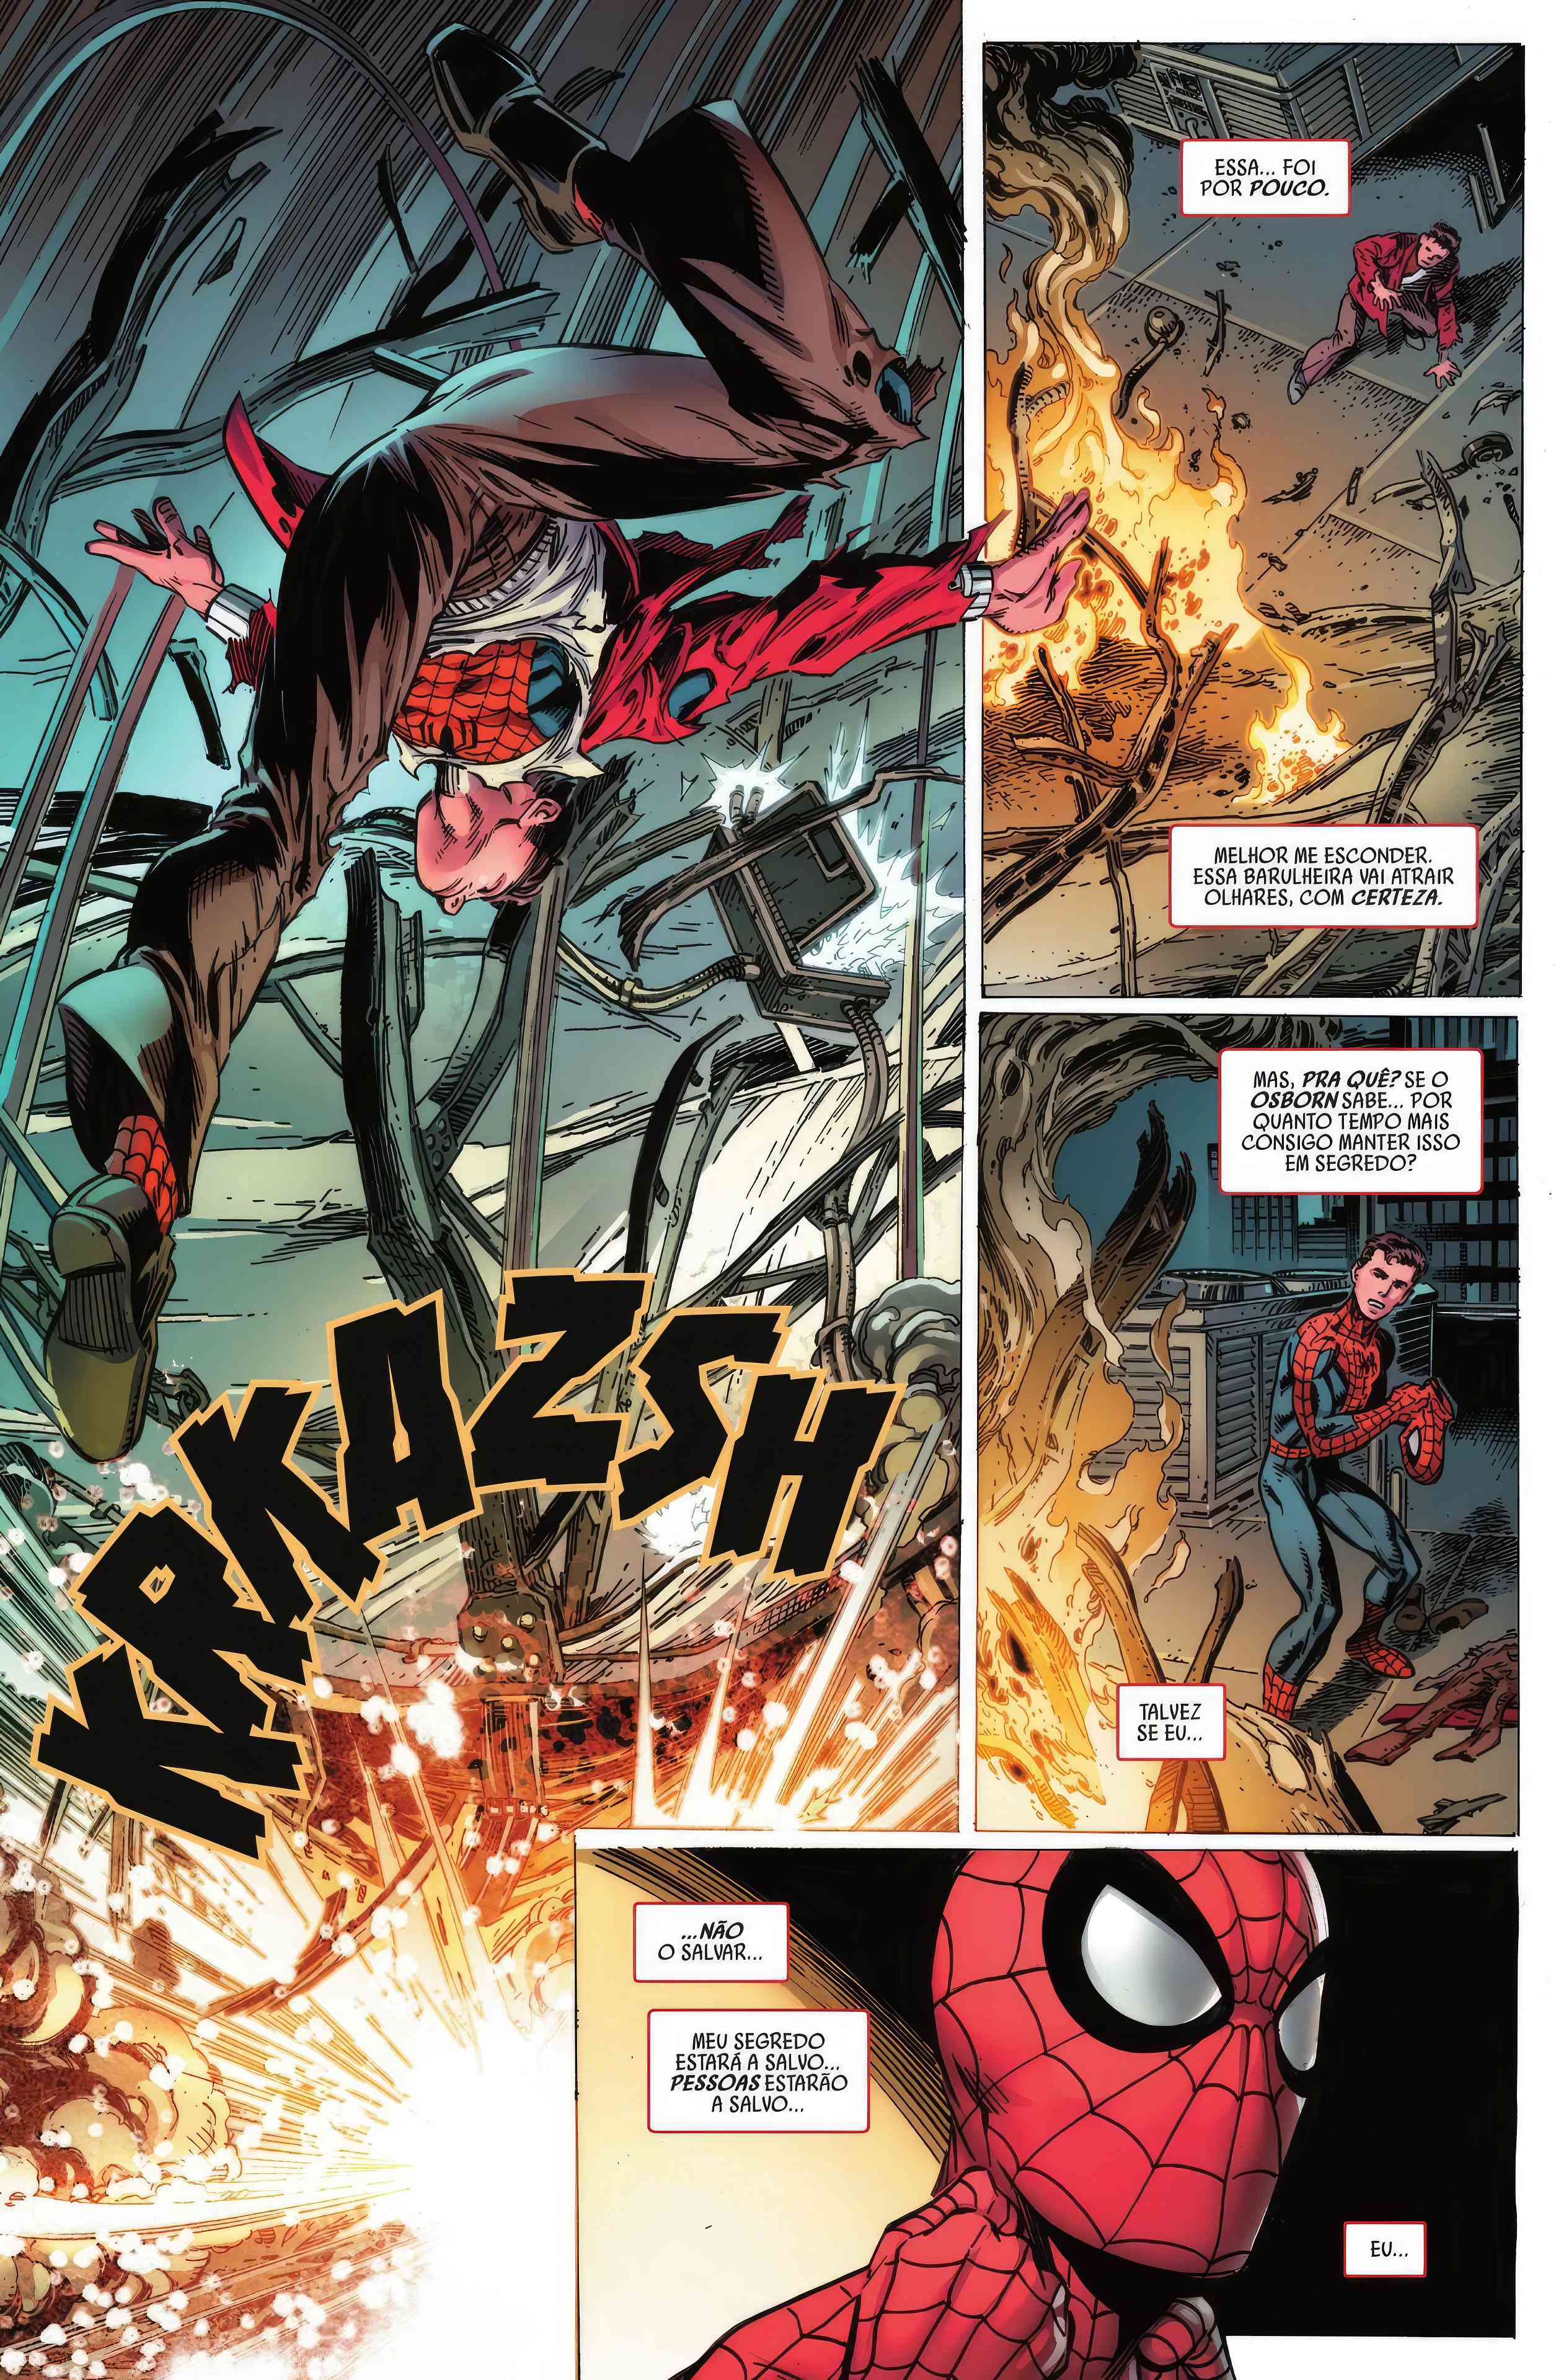 KRKAZSH
ESSA... FOI
POR POUCO.
MELHOR ME ESCONDER.
ESSA BARULHEIRA VAI ATRAIR
OLHARES, COM CERTEZA.
MAS, PRA QUÊ? SE O
OSBORN SABE... POR
QUANTO TEMPO MAIS
CONSIGO MANTER ISSO
EM SEGREDO?
TALVEZ
SE EU...
...NÃO
O SALVAR...
MEU SEGREDO
ESTARÁ A SALVO...
PESSOAS ESTARÃO
A SALVO...
EU...